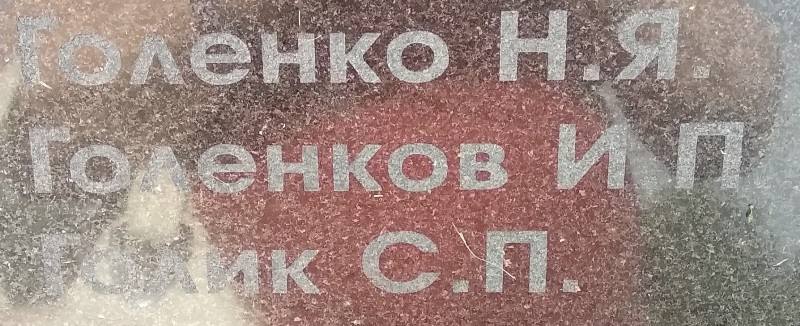 Голенко Н.Я.
Голенков И П
Голик С.П.